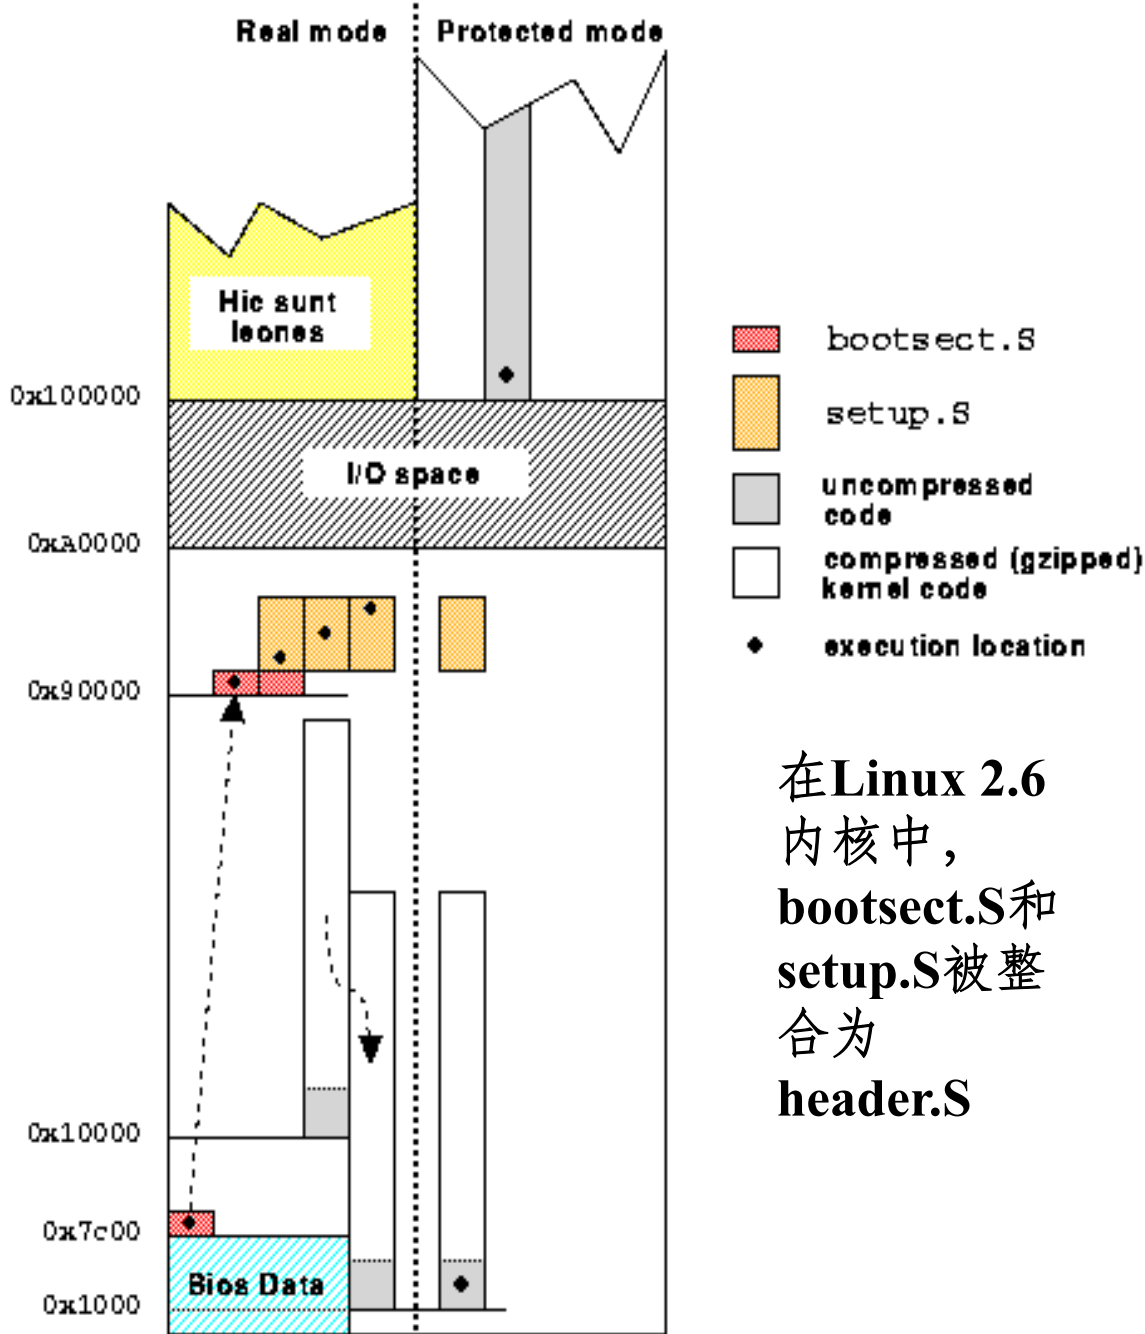 Real mode
Protected mode
Hic sunt
leones
0x100000
I/O space
0xA0000
0x90000
0x10000
0x7c00
Bios Data
0x1000
bootsect.S
setup.S
uncompressed
code
compressed (gzipped)
kernel code
execution location
在Linux 2.6
内核中，
bootsect.S和
setup.S被整
合为
header.S